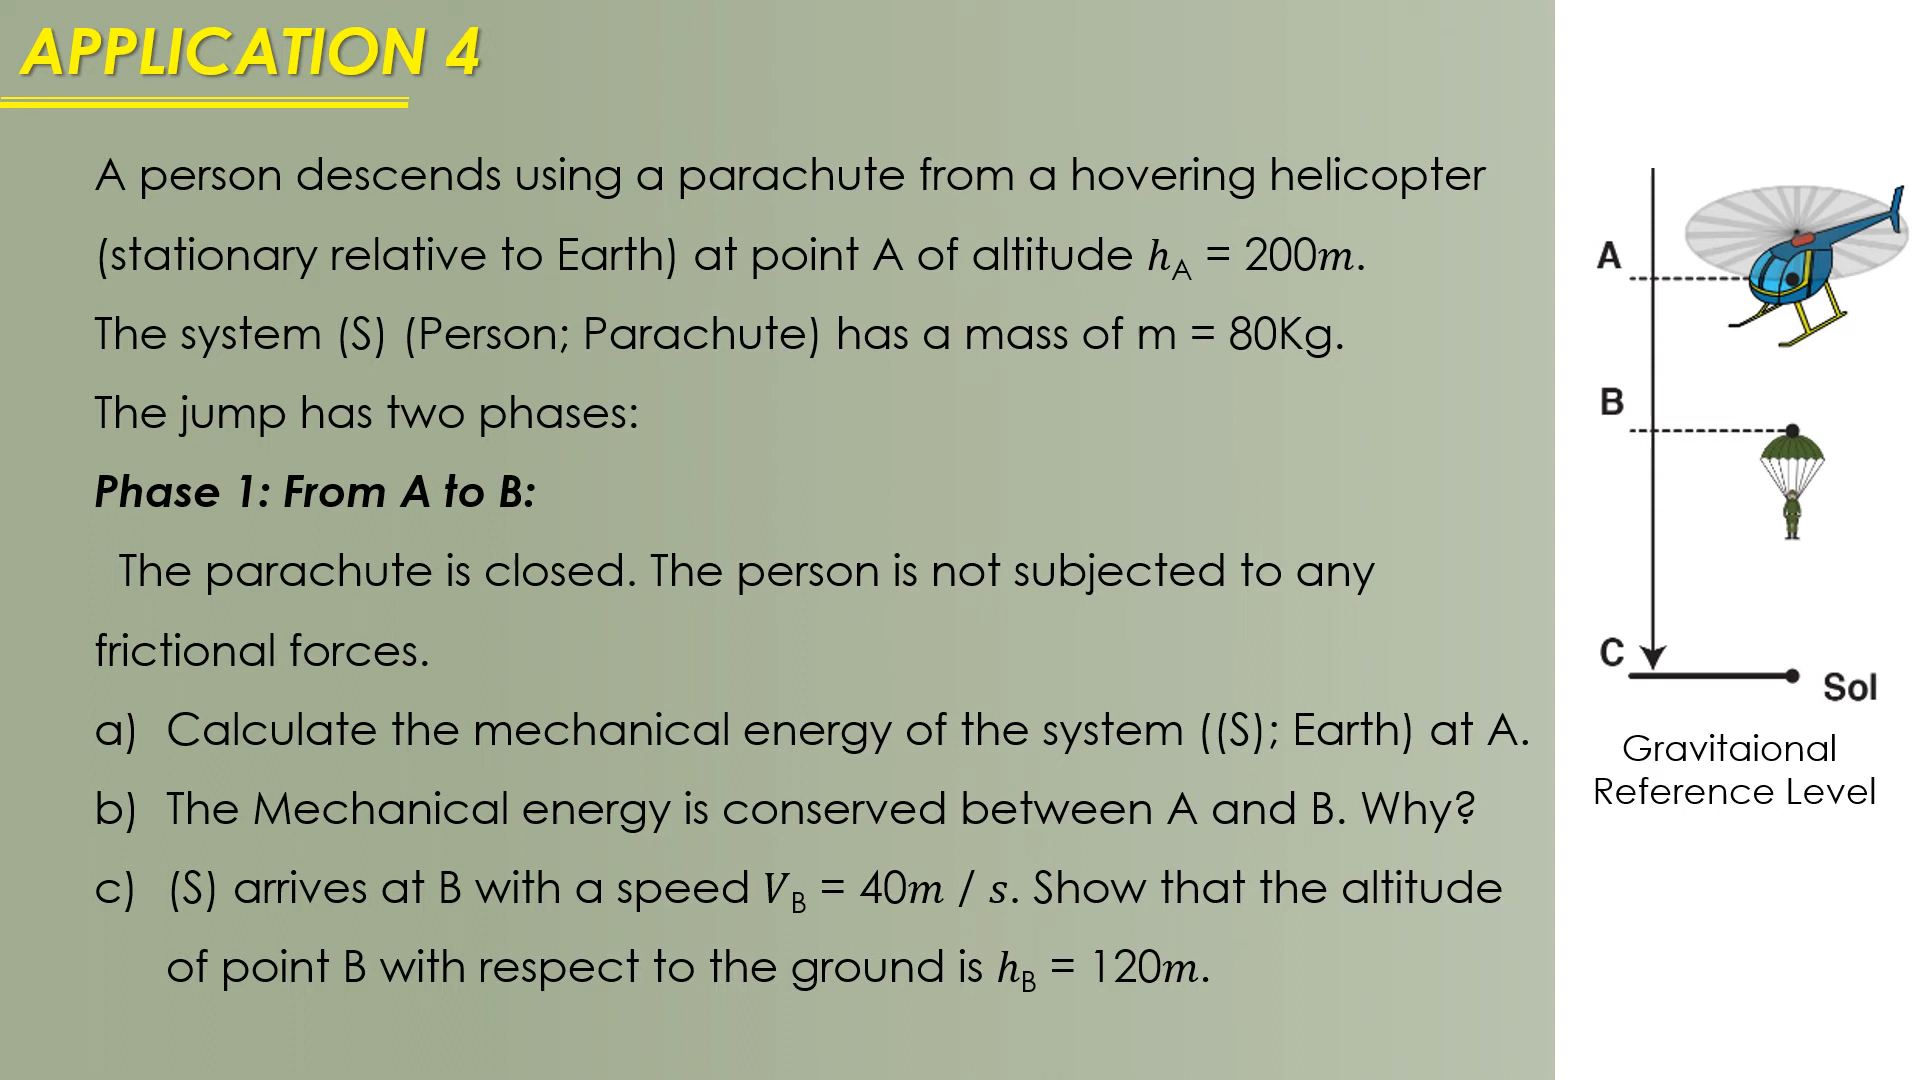 APPLICATION 4
A person descends using a parachute from a hovering helicopter
(stationary relative to Earth) at point A of altitude hA = 200m.
The system (S) (Person; Parachute) has a mass of m = 80Kg.
The jump has two phases:
Phase 1: From A to B:
The parachute is closed. The person is not subjected to any
frictional forces.
a) Calculate the mechanical energy of the system ((S); Earth) at A.
b) The Mechanical energy is conserved between A and B. Why?
c) (S) arrives at B with a speed VB = 40m / s. Show that the altitude
of point B with respect to the ground is hB = 120m.
A
B
C
Sol
Gravitaional
Reference Level